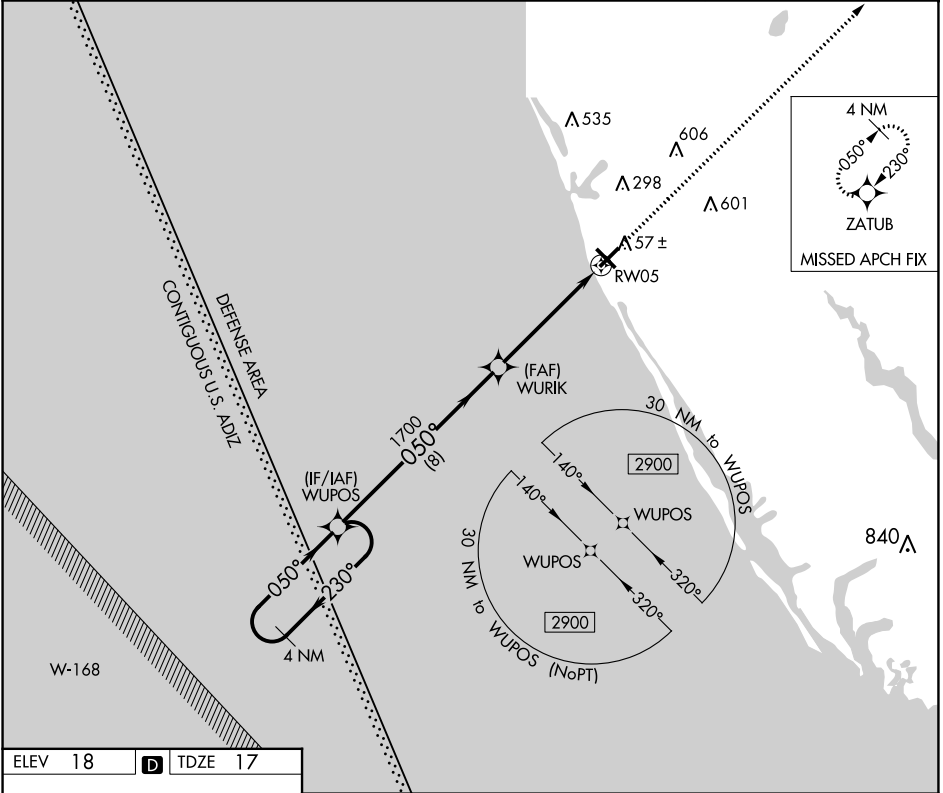 535
606
298
601
57 ±
RW05
4 NM
050°
230°
ZATUB
MISSED APCH FIX
DEFENSE AREA
CONTIGUOUS U.S. ADIZ
(FAF)
WURIK
1700
050°
(8)
(IF/IAF)
WUPOS
050°
230°
4 NM
30 NM to WUPOS
140°
2900
WUPOS
320°
140°
WUPOS
320°
2900
30 NM to WUPOS (NoPT)
840
W-168
ELEV 18 D TDZE 17